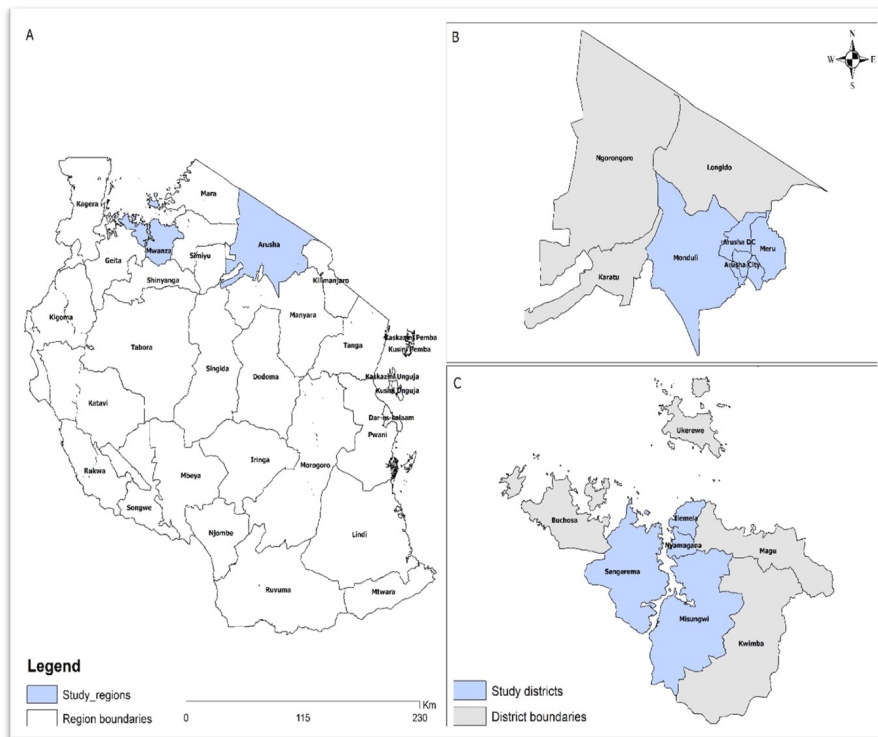 A
Kagera
Mara
Mwanza
Arusha
Geita
Simiyu
Shinyanga
Kilimanjaro
Kigoma
Manyara
Tabora
Tanga
Kaskazini Pemba
Kusini Pemba
Singida
Dodoma
Kaskazini Unguja
Kusini Unguja
Katavi
Dar-es-salaam
Pwani
Rukwa
Mbeya
Iringa
Morogoro
Songwe
Njombe
Lindi
Ruvuma
Mtwara
Legend
Study_regions
Region boundaries
Km
0 115 230
B
N
W E
S
Ngorongoro
Longido
Monduli
Arusha DC
Meru
Arusha City
Karatu
C
Ukerewe
Buchosa
Ilemela
Nyamagana
Magu
Sengerema
Misungwi
Kwimba
Study districts
District boundaries